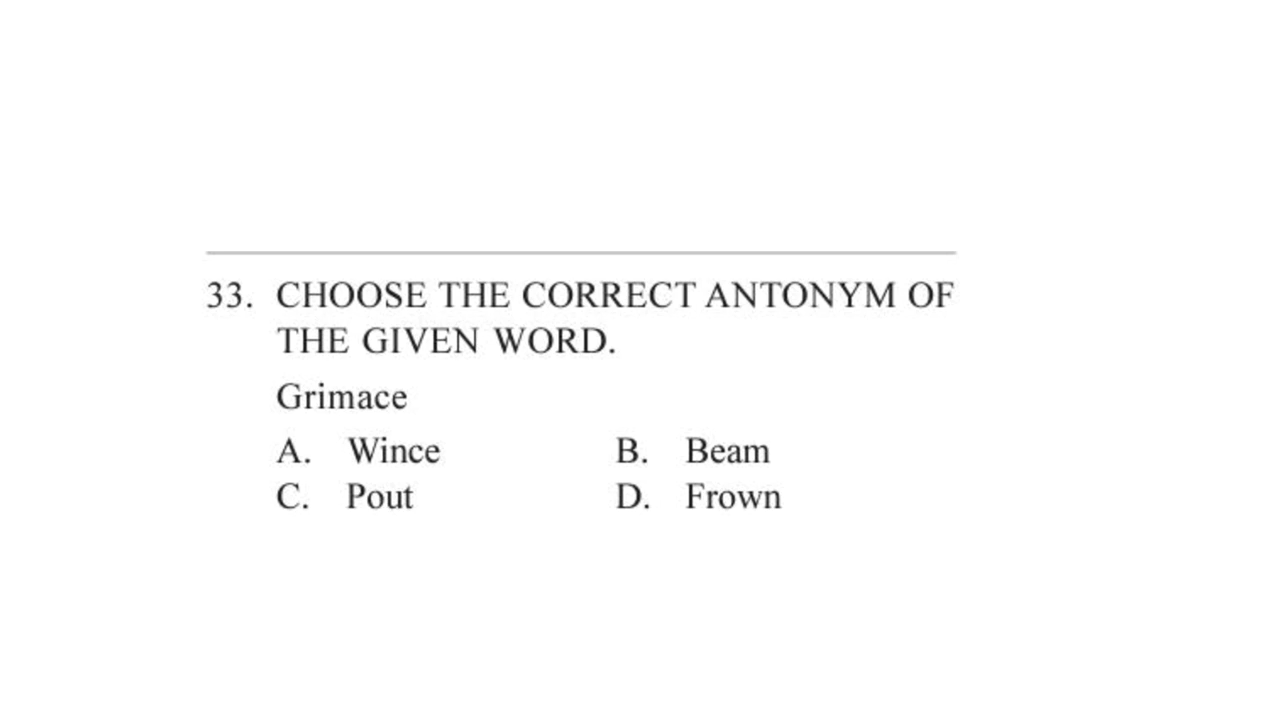 33. CHOOSE THE CORRECT ANTONYM OF
THE GIVEN WORD.
Grimace
A. Wince B. Beam
C. Pout D. Frown